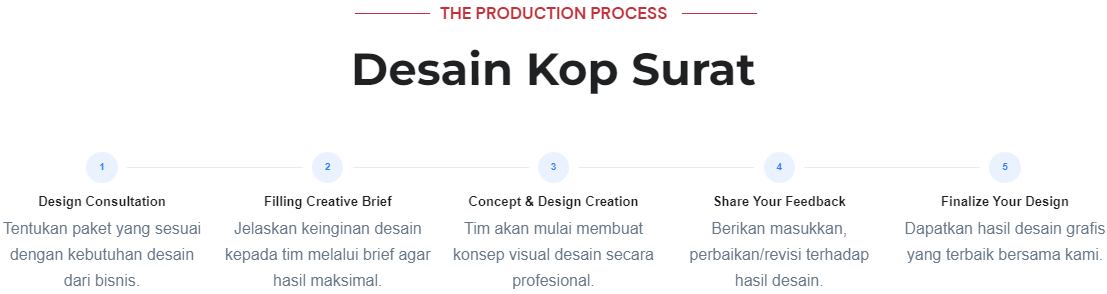 THE PRODUCTION PROCESS
Desain Kop Surat
1
Design Consultation
Tentukan paket yang sesuai
dengan kebutuhan desain
dari bisnis.
2
Filling Creative Brief
Jelaskan keinginan desain
kepada tim melalui brief agar
hasil maksimal.
3
Concept & Design Creation
Tim akan mulai membuat
konsep visual desain secara
profesional.
4
Share Your Feedback
Berikan masukkan,
perbaikan/revisi terhadap
hasil desain.
5
Finalize Your Design
Dapatkan hasil desain grafis
yang terbaik bersama kami.